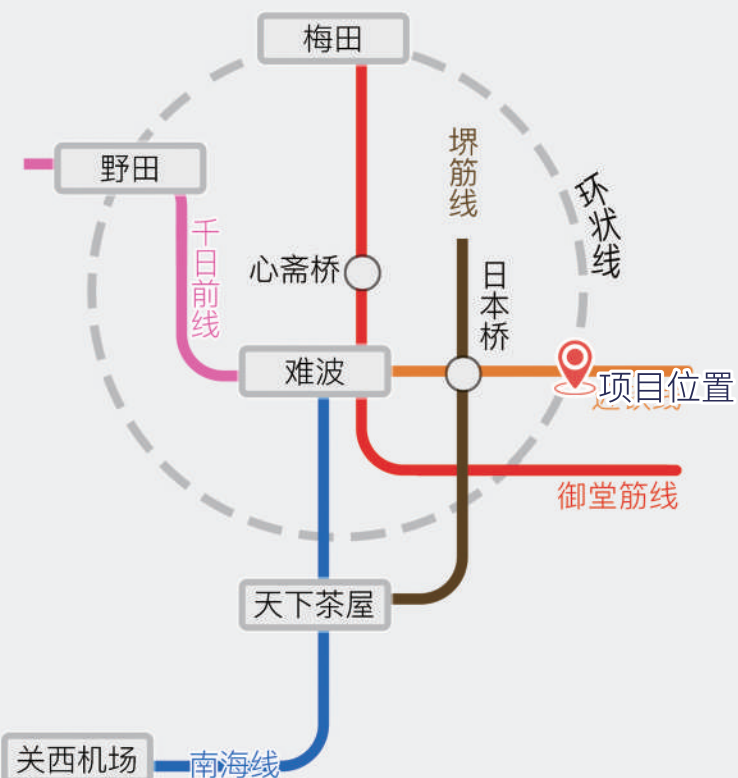 梅田
堺筋线
野田
环状线
千日前线
心斋桥
日本桥
难波
项目位置
御堂筋线
天下茶屋
关西机场
南海线